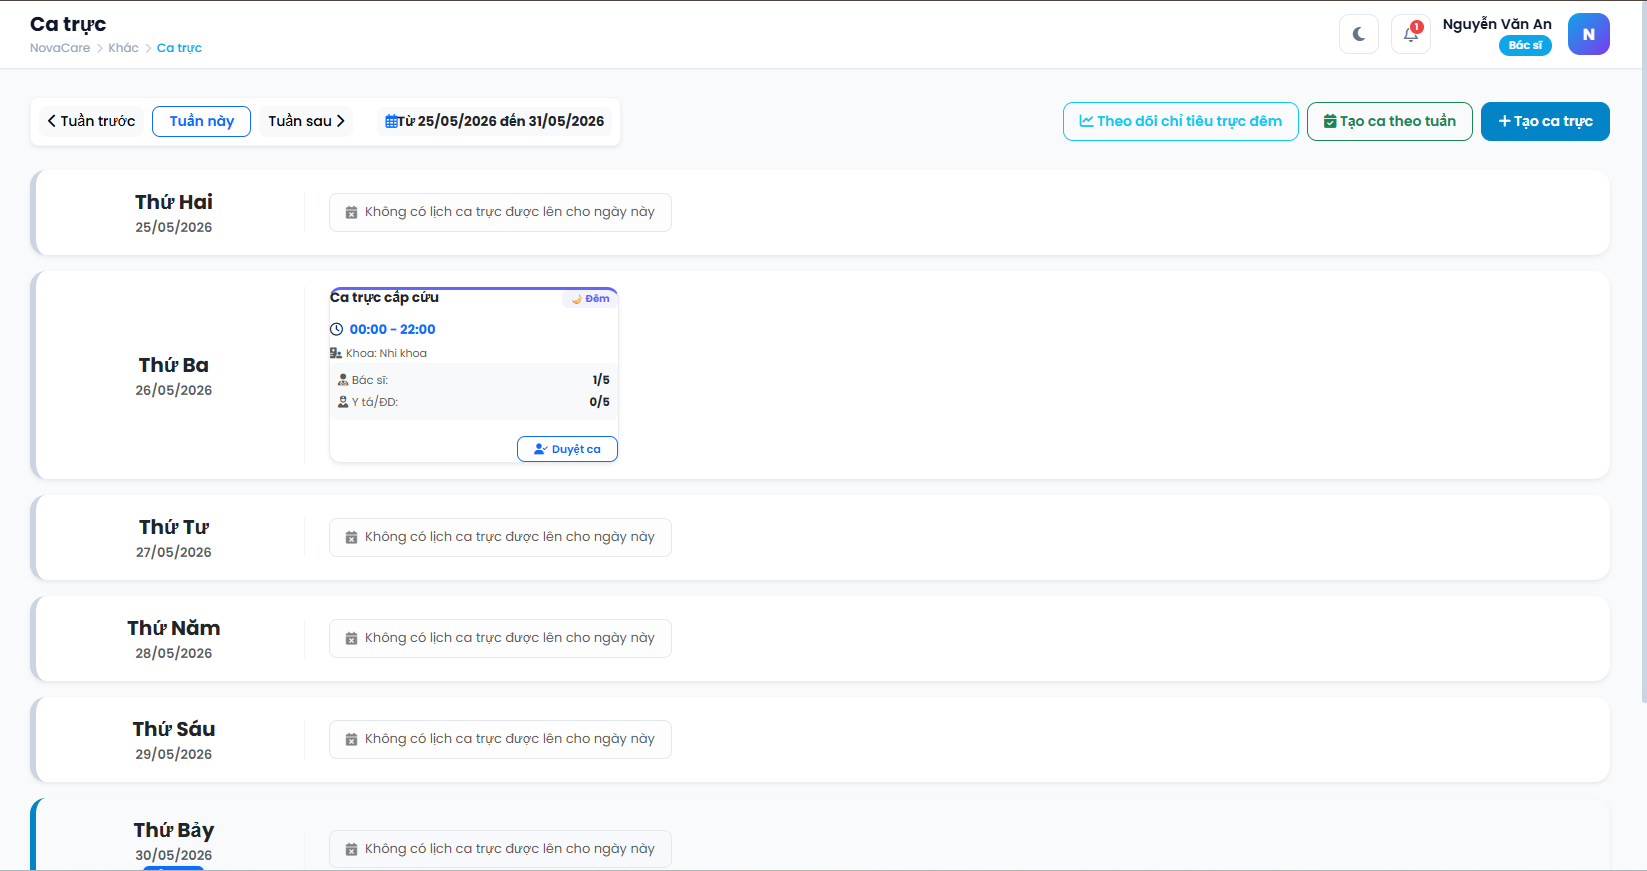 Ca trực
NovaCare > Khác > Ca trực
1
Nguyễn Văn An
Bác sĩ
N
Tuần trước
Tuần này
Tuần sau
Từ 25/05/2026 đến 31/05/2026
Theo dõi chỉ tiêu trực đêm
Tạo ca theo tuần
+ Tạo ca trực
Thứ Hai
25/05/2026
Không có lịch ca trực được lên cho ngày này
Thứ Ba
26/05/2026
Ca trực cấp cứu
Đêm
00:00 - 22:00
Khoa: Nhi khoa
Bác sĩ: 1/5
Y tá/ĐD: 0/5
Duyệt ca
Thứ Tư
27/05/2026
Không có lịch ca trực được lên cho ngày này
Thứ Năm
28/05/2026
Không có lịch ca trực được lên cho ngày này
Thứ Sáu
29/05/2026
Không có lịch ca trực được lên cho ngày này
Thứ Bảy
30/05/2026
Không có lịch ca trực được lên cho ngày này